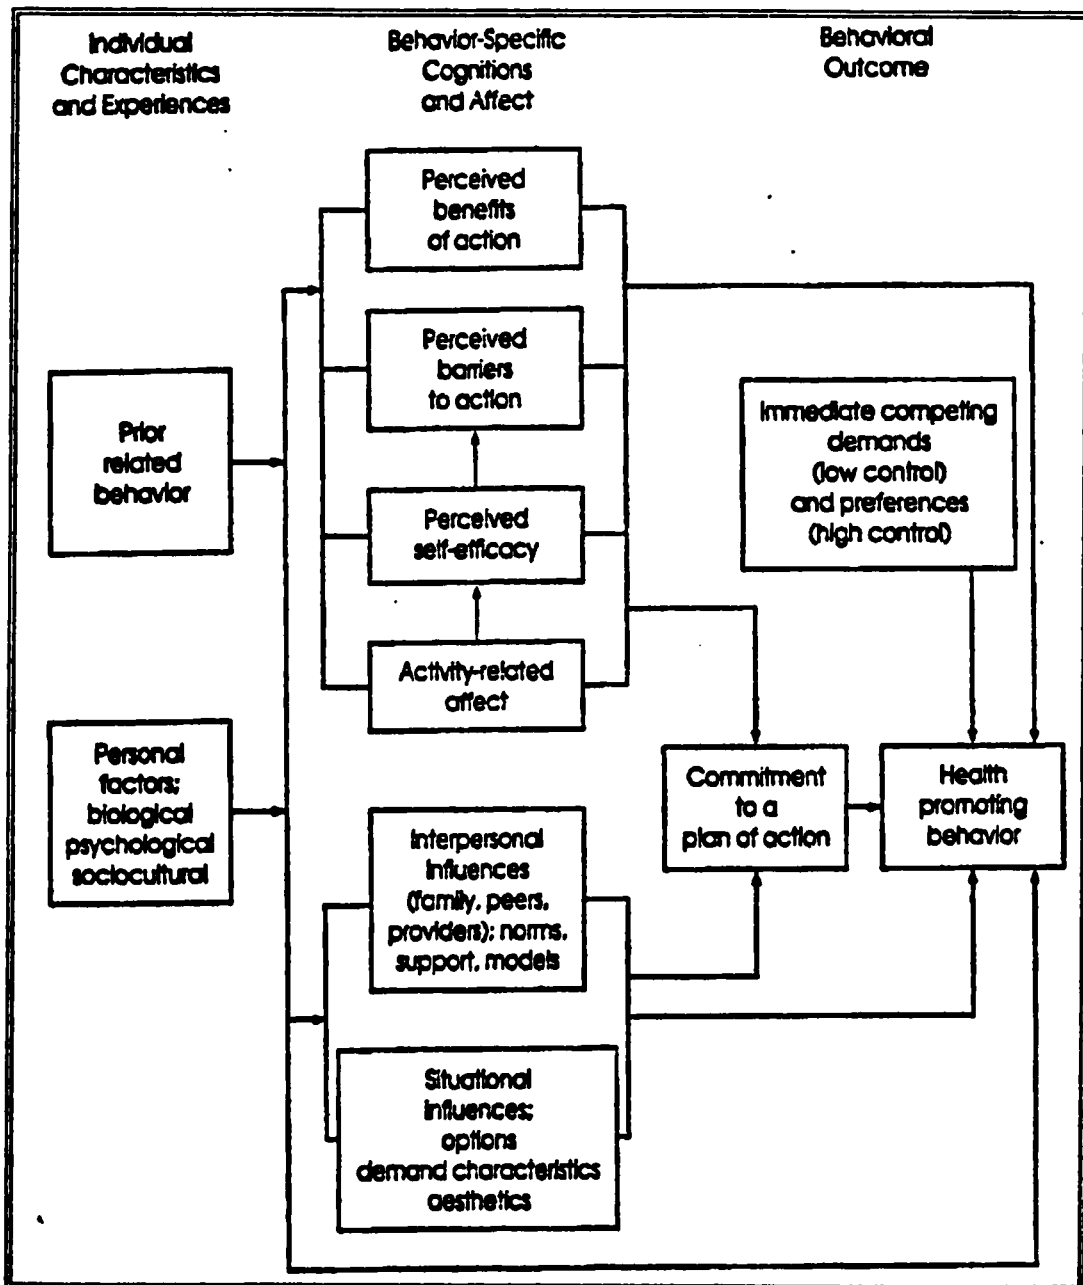 Individual
Characteristics
and Experiences
Behavior-Specific
Cognitions
and Affect
Behavioral
Outcome
Perceived
benefits
of action
Perceived
barriers
to action
Prior
related
behavior
Immediate competing
demands
(low control)
and preferences
(high control)
Perceived
self-efficacy
Activity-related
affect
Personal
factors;
biological
psychological
sociocultural
Commitment
to a
plan of action
Health
promoting
behavior
Interpersonal
influences
(family, peers,
providers); norms,
support, models
Situational
influences;
options
demand characteristics
aesthetics